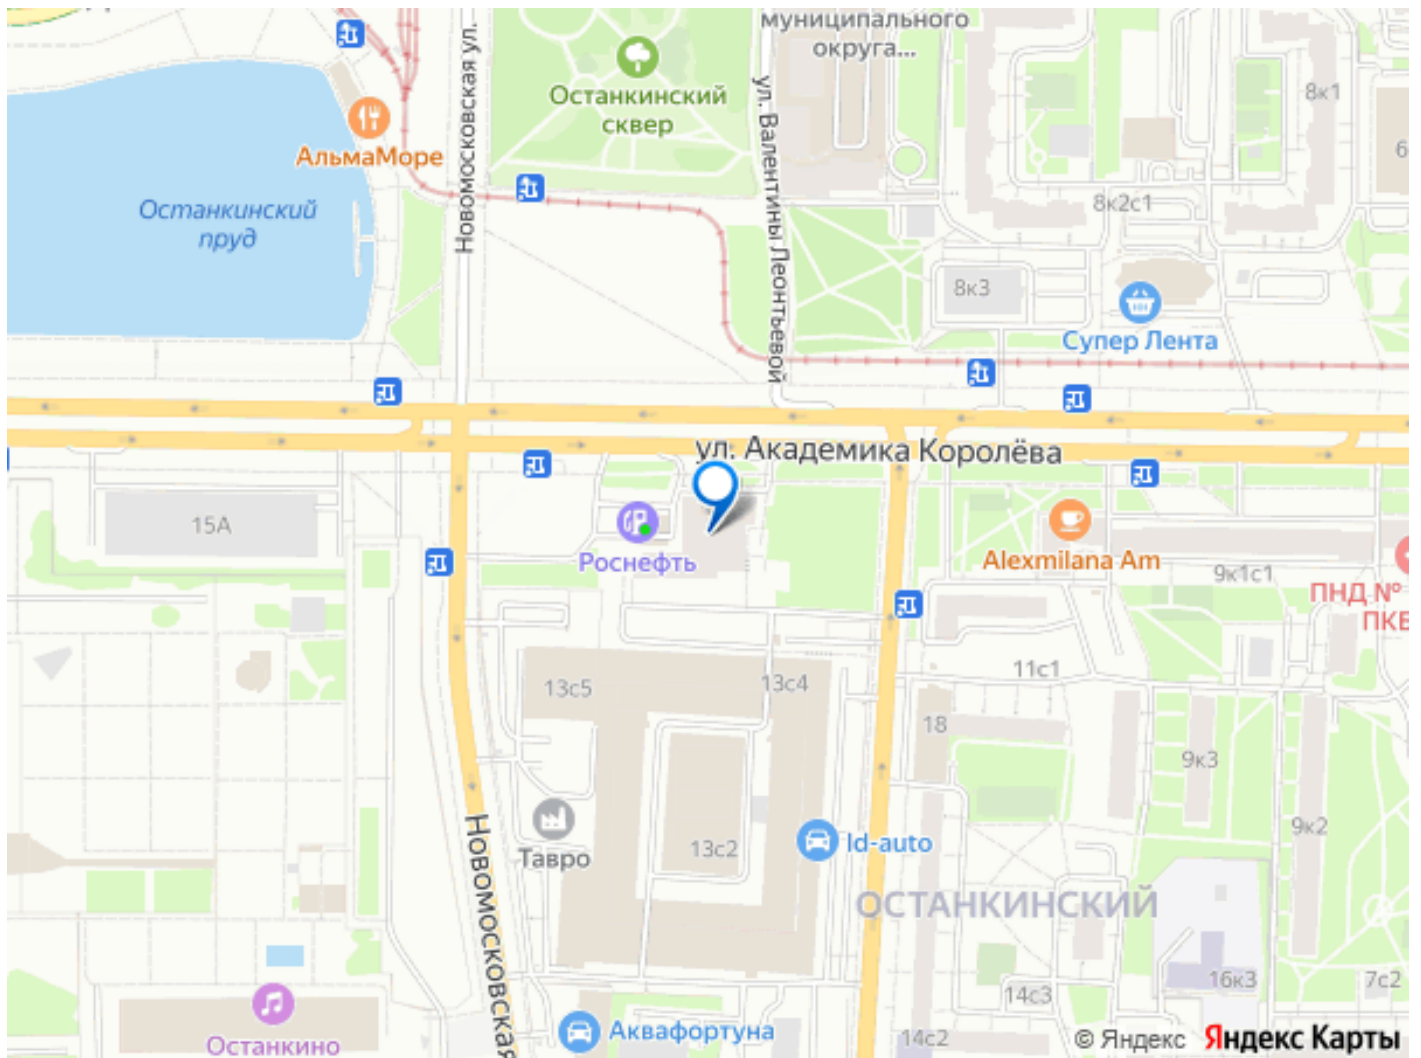 муниципального
округа...
Новомосковская ул.
Останкинский
сквер
ул. Валентины Леонтьевой
8к1
6
АльмаМоре
Останкинский
пруд
8к2с1
8к3
Супер Лента
ул. Академика Королёва
15А
Роснефть
Alexmilana Am
9к1с1
ПНД №
ПКБ
11с1
13с5
13с4
18
9к3
9к2
Тавро
13с2
Id-auto
Новомосковская
ОСТАНКИНСКИЙ
16к3
7с2
14с3
Останкино
Аквафортуна
14с2
© Яндекс Яндекс Карты